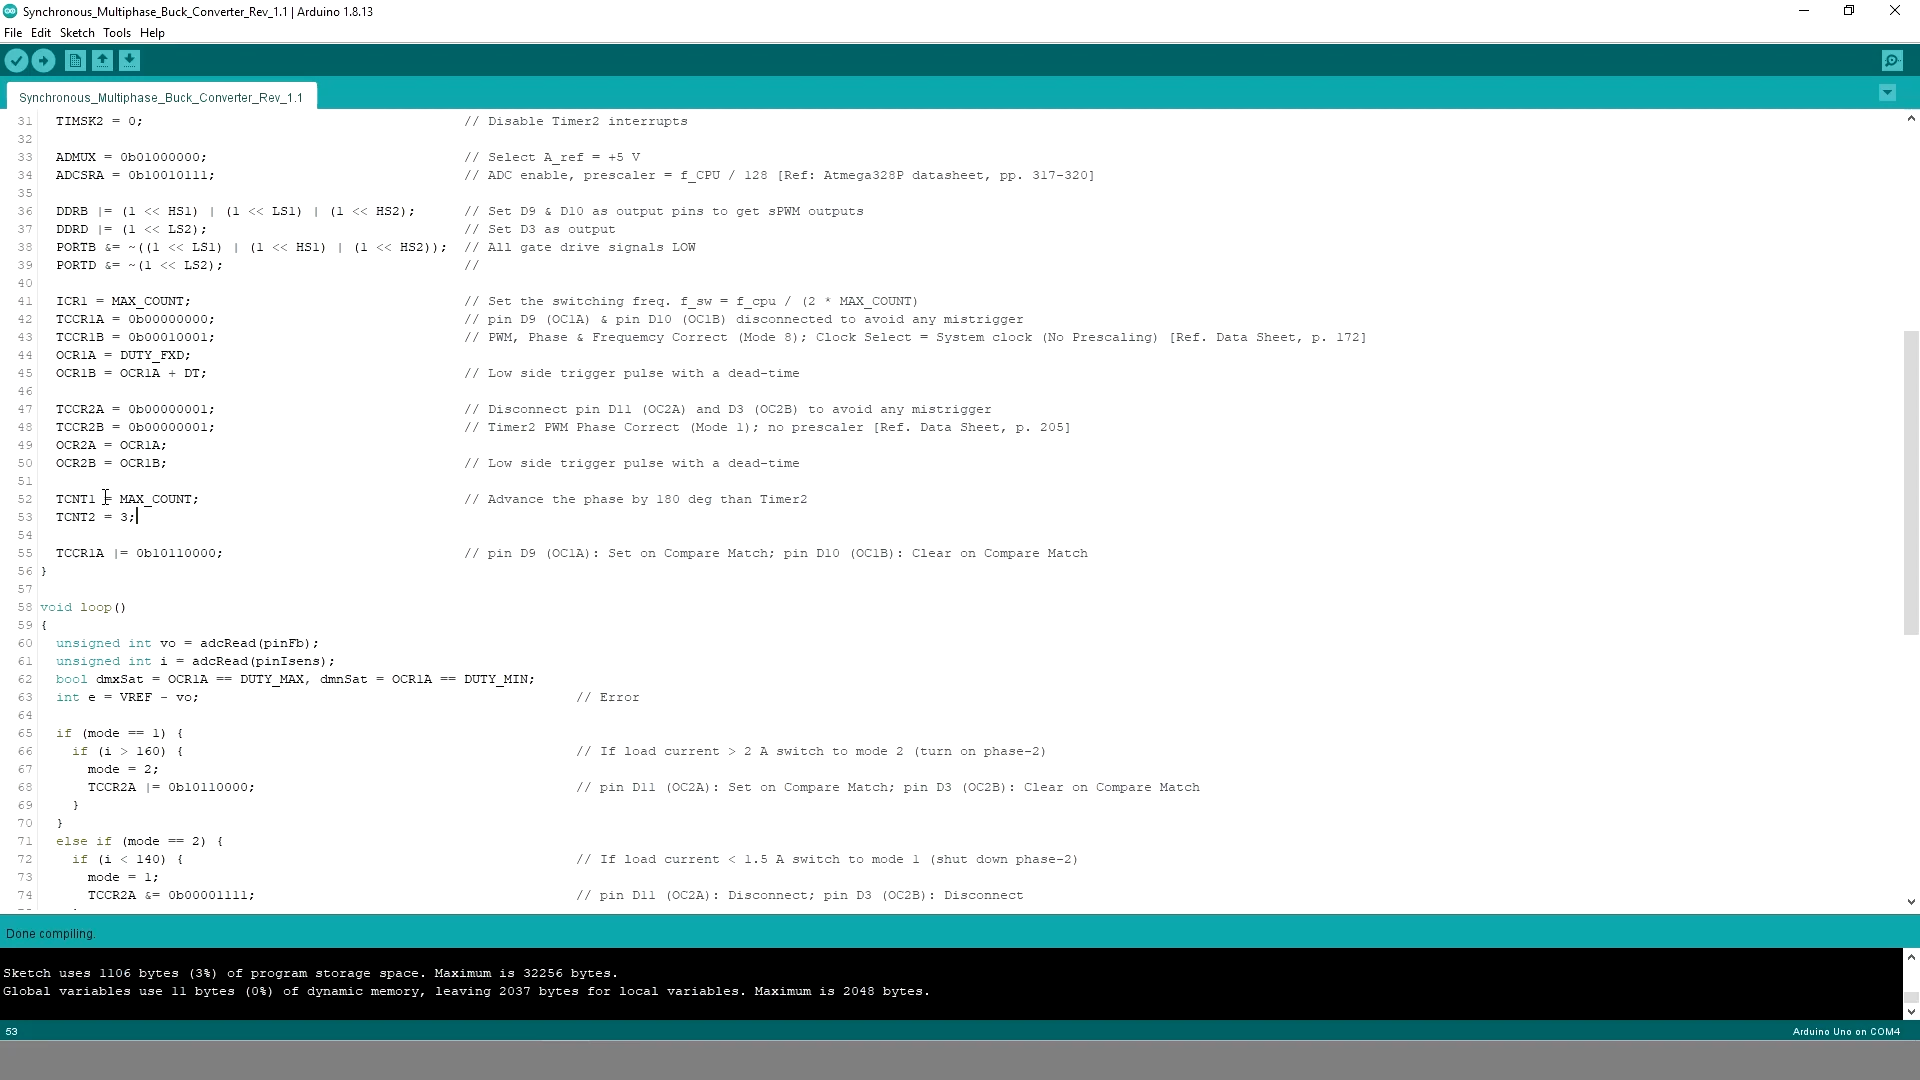 Synchronous_Multiphase_Buck_Converter_Rev_1.1 | Arduino 1.8.13
File Edit Sketch Tools Help
Synchronous_Multiphase_Buck_Converter_Rev_1.1
31 TIMSK2 = 0; // Disable Timer2 interrupts
32
33 ADMUX = 0b01000000; // Select A_ref = +5 V
34 ADCSRA = 0b10010111; // ADC enable, prescaler = f_CPU / 128 [Ref: Atmega328P datasheet, pp. 317-320]
35
36 DDRB |= (1 << HS1) | (1 << LS1) | (1 << HS2); // Set D9 & D10 as output pins to get sPWM outputs
37 DDRD |= (1 << LS2); // Set D3 as output
38 PORTB &= ~((1 << LS1) | (1 << HS1) | (1 << HS2)); // All gate drive signals LOW
39 PORTD &= ~(1 << LS2); //
40
41 ICR1 = MAX_COUNT; // Set the switching freq. f_sw = f_cpu / (2 * MAX_COUNT)
42 TCCR1A = 0b00000000; // pin D9 (OC1A) & pin D10 (OC1B) disconnected to avoid any mistrigger
43 TCCR1B = 0b00010001; // PWM, Phase & Frequemcy Correct (Mode 8); Clock Select = System clock (No Prescaling) [Ref. Data Sheet, p. 172]
44 OCR1A = DUTY_FXD;
45 OCR1B = OCR1A + DT; // Low side trigger pulse with a dead-time
46
47 TCCR2A = 0b00000001; // Disconnect pin D11 (OC2A) and D3 (OC2B) to avoid any mistrigger
48 TCCR2B = 0b00000001; // Timer2 PWM Phase Correct (Mode 1); no prescaler [Ref. Data Sheet, p. 205]
49 OCR2A = OCR1A;
50 OCR2B = OCR1B; // Low side trigger pulse with a dead-time
51
52 TCNT1 = MAX_COUNT; // Advance the phase by 180 deg than Timer2
53 TCNT2 = 3;
54
55 TCCR1A |= 0b10110000; // pin D9 (OC1A): Set on Compare Match; pin D10 (OC1B): Clear on Compare Match
56 }
57
58 void loop()
59 {
60 unsigned int vo = adcRead(pinFb);
61 unsigned int i = adcRead(pinIsens);
62 bool dmxSat = OCR1A == DUTY_MAX, dmnSat = OCR1A == DUTY_MIN;
63 int e = VREF - vo; // Error
64
65 if (mode == 1) {
66 if (i > 160) { // If load current > 2 A switch to mode 2 (turn on phase-2)
67 mode = 2;
68 TCCR2A |= 0b10110000; // pin D11 (OC2A): Set on Compare Match; pin D3 (OC2B): Clear on Compare Match
69 }
70 }
71 else if (mode == 2) {
72 if (i < 140) { // If load current < 1.5 A switch to mode 1 (shut down phase-2)
73 mode = 1;
74 TCCR2A &= 0b00001111; // pin D11 (OC2A): Disconnect; pin D3 (OC2B): Disconnect
Done compiling.
Sketch uses 1106 bytes (3%) of program storage space. Maximum is 32256 bytes.
Global variables use 11 bytes (0%) of dynamic memory, leaving 2037 bytes for local variables. Maximum is 2048 bytes.
53 Arduino Uno on COM4